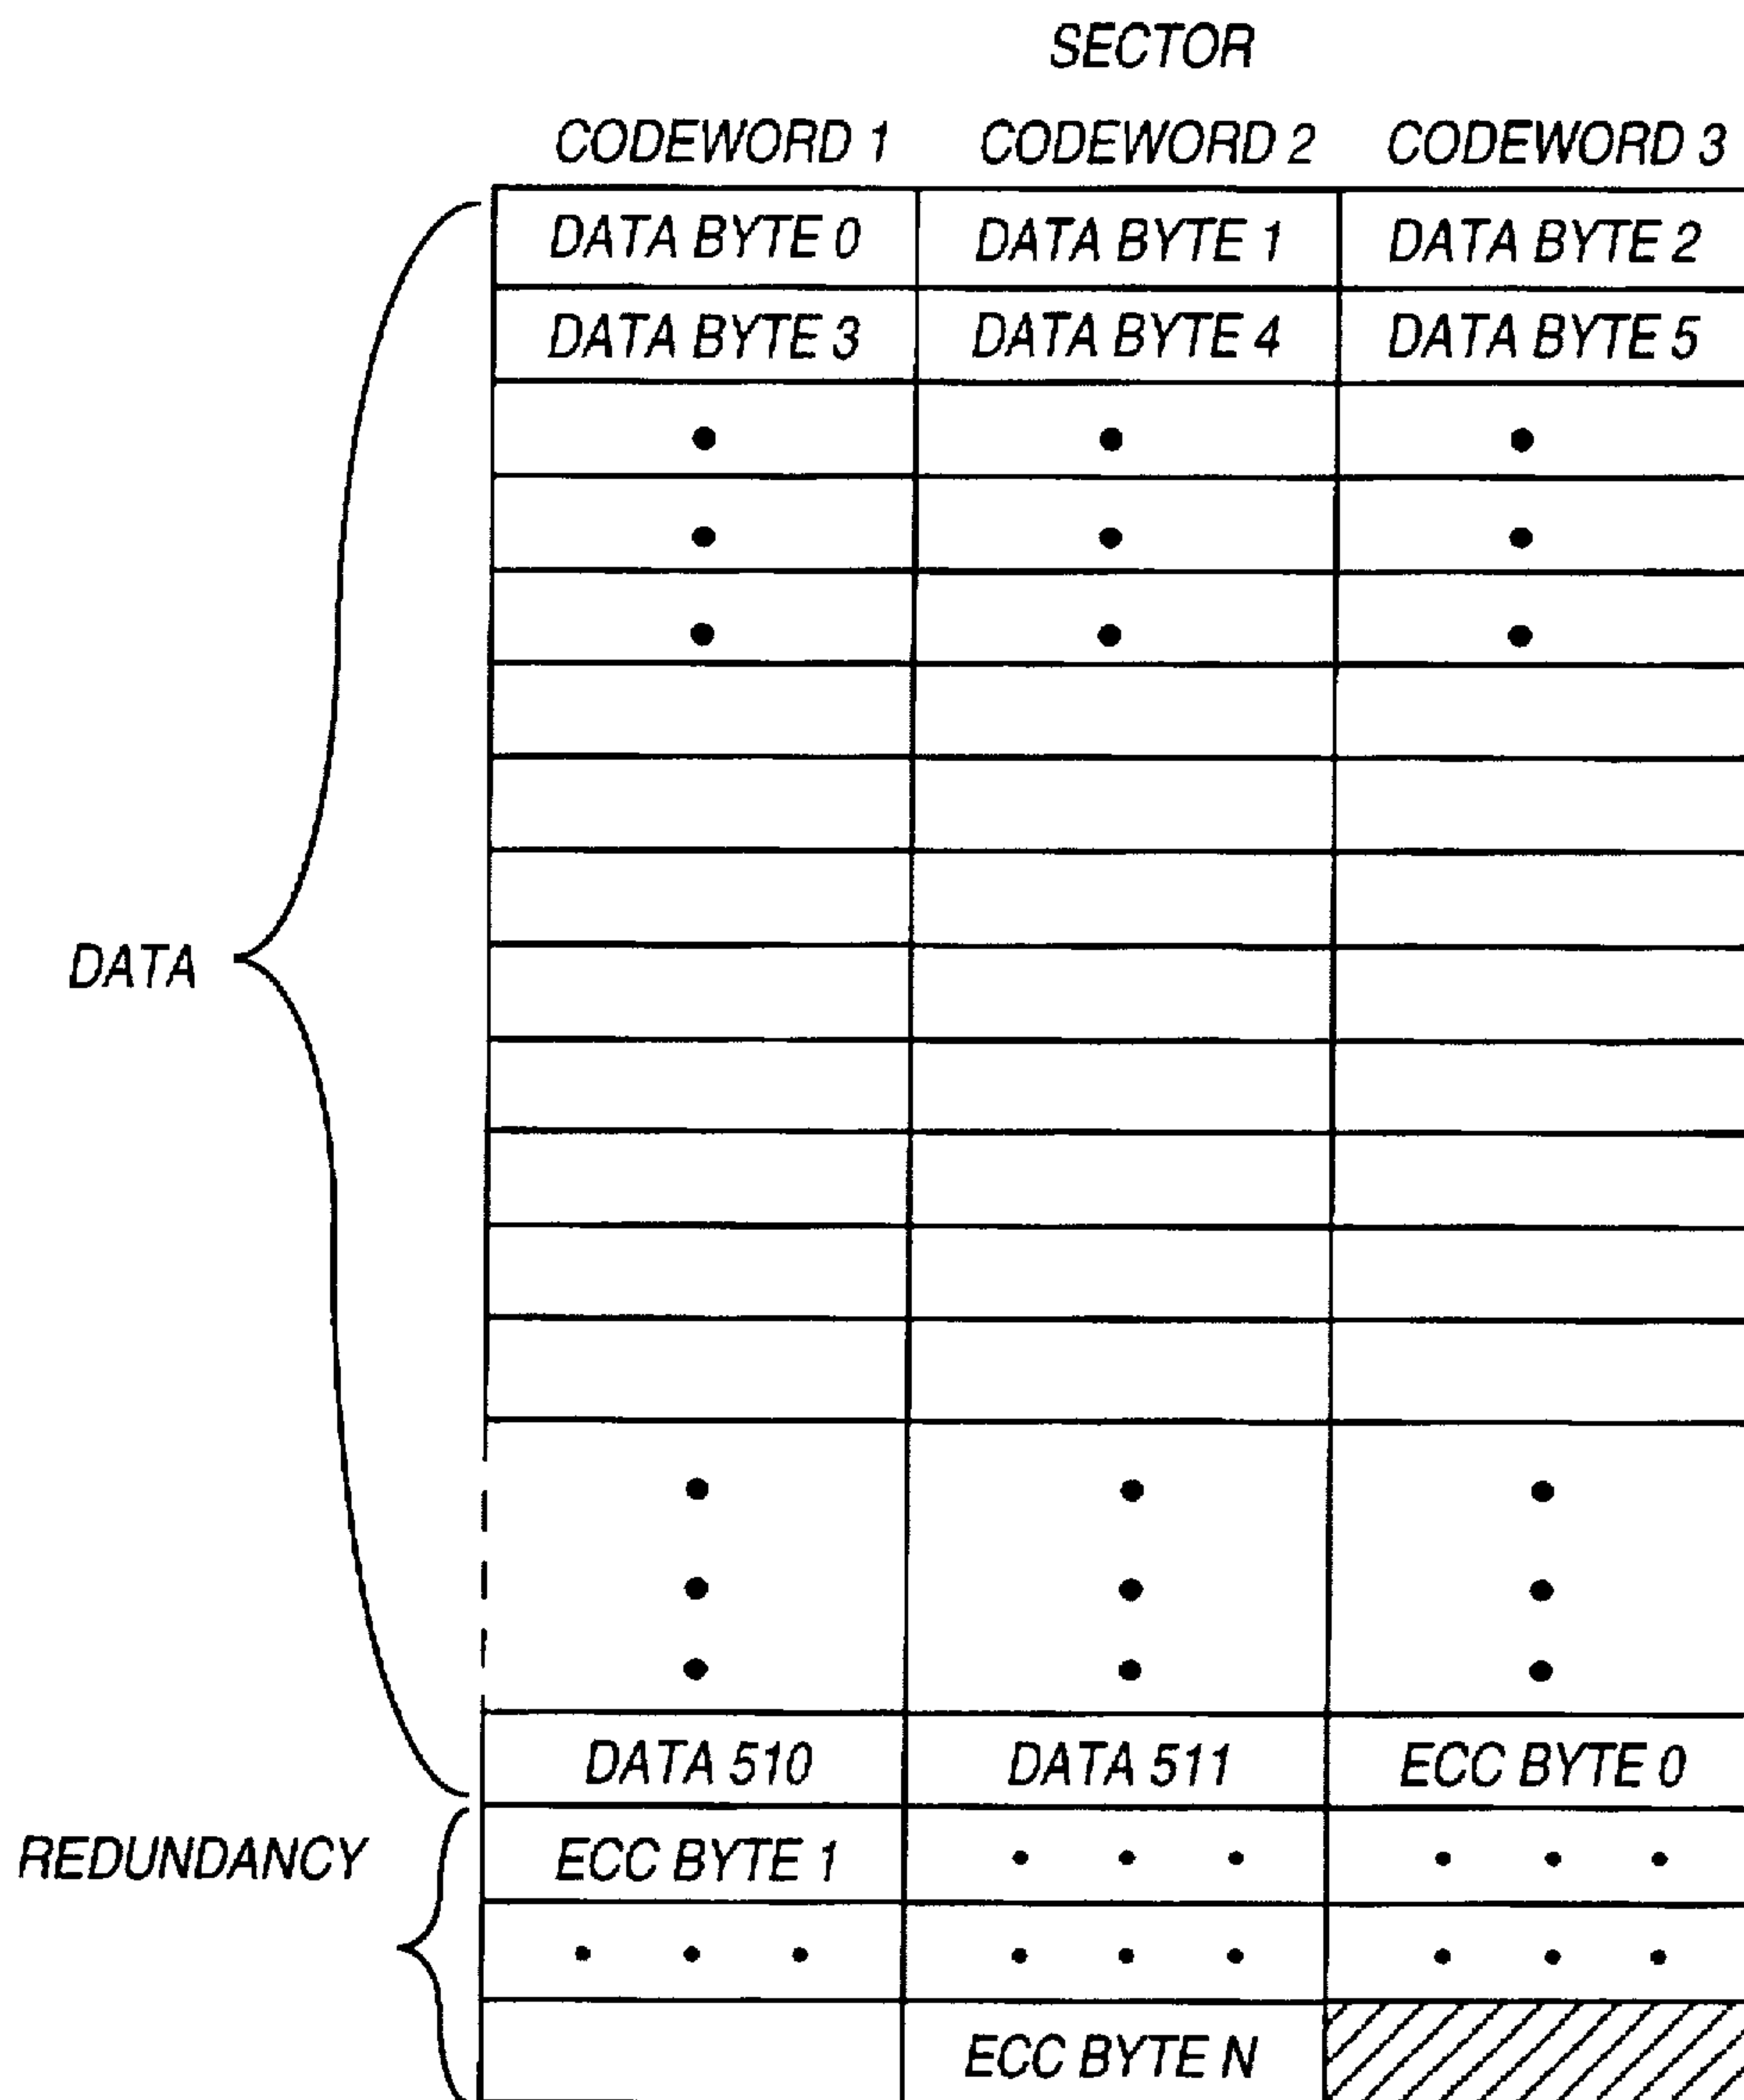 SECTOR
CODEWORD 1 CODEWORD 2 CODEWORD 3
DATA BYTE 0 DATA BYTE 1 DATA BYTE 2
DATA BYTE 3 DATA BYTE 4 DATA BYTE 5
DATA
DATA 510 DATA 511 ECC BYTE 0
REDUNDANCY ECC BYTE 1
ECC BYTE N